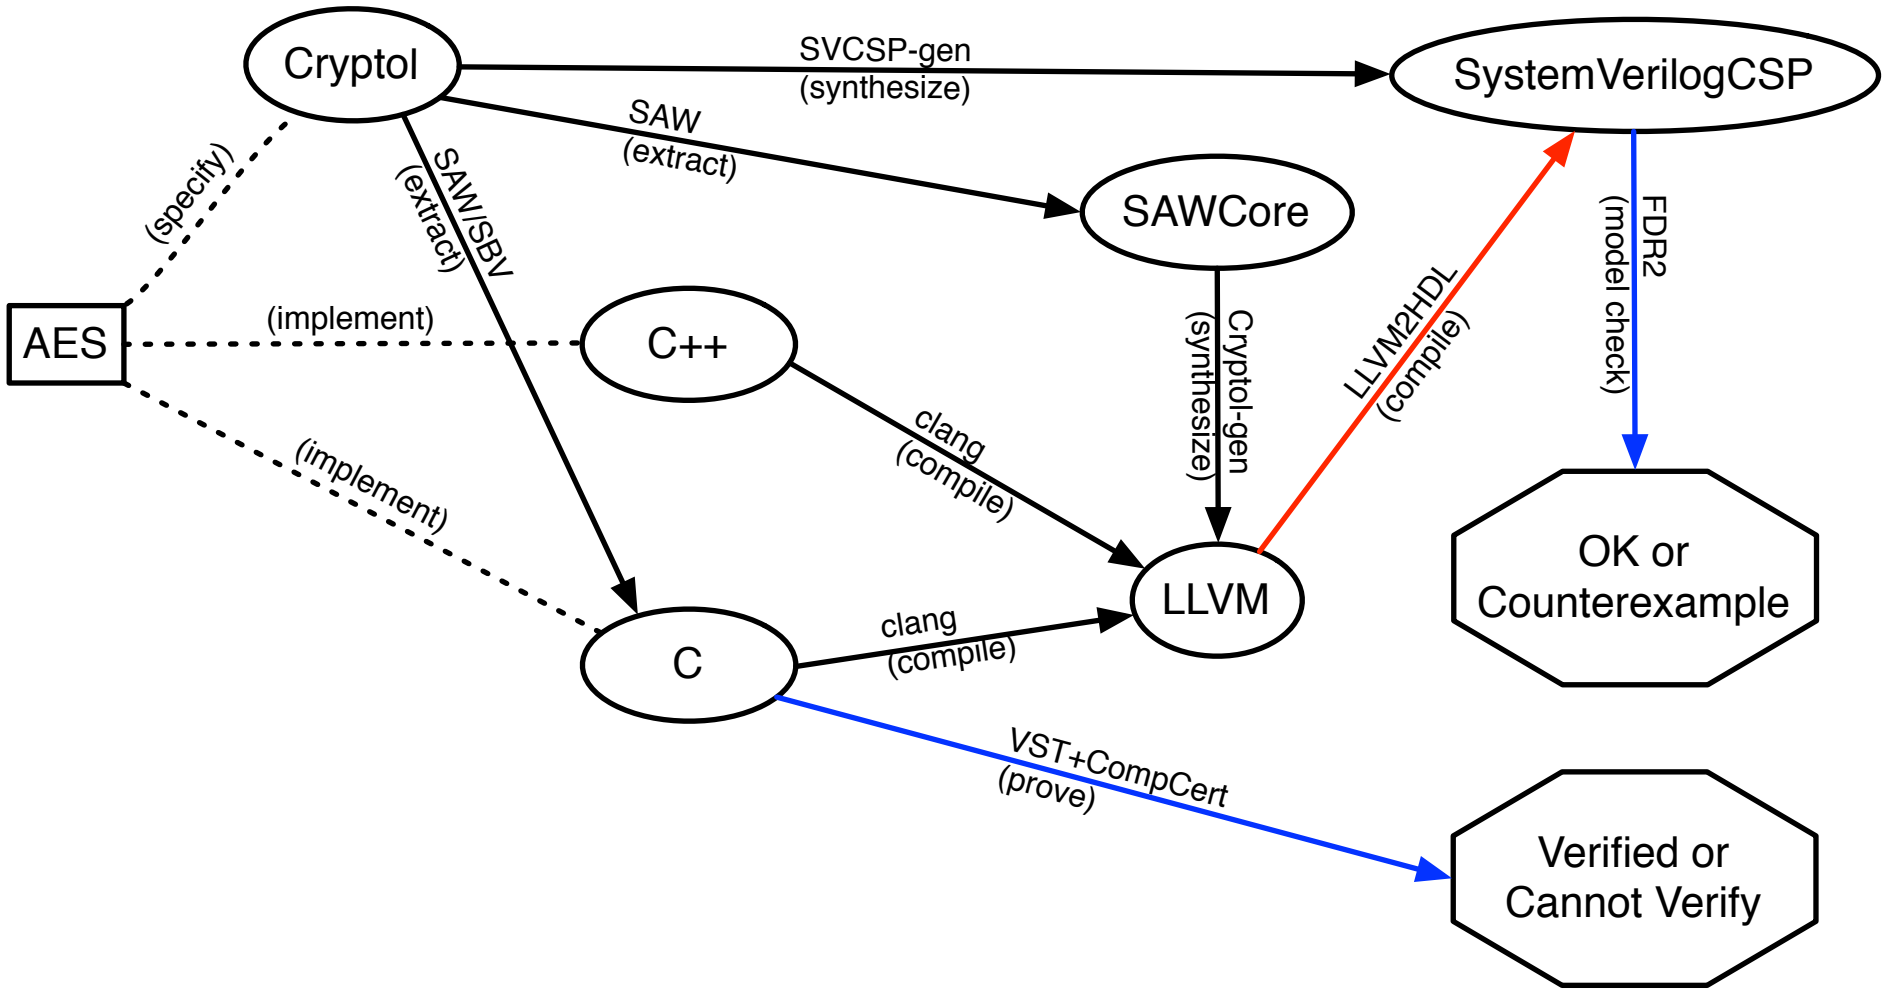 Cryptol
SVCSP-gen
(synthesize)
SystemVerilogCSP
SAW
(extract)
SAW/SBV
(extract)
(specify)
SAWCore
FDR2
(model check)
AES
(implement)
C++
Cryptol-gen
(synthesize)
LLVM2HDL
(compile)
clang
(compile)
(implement)
OK or
Counterexample
LLVM
clang
(compile)
C
VST+CompCert
(prove)
Verified or
Cannot Verify